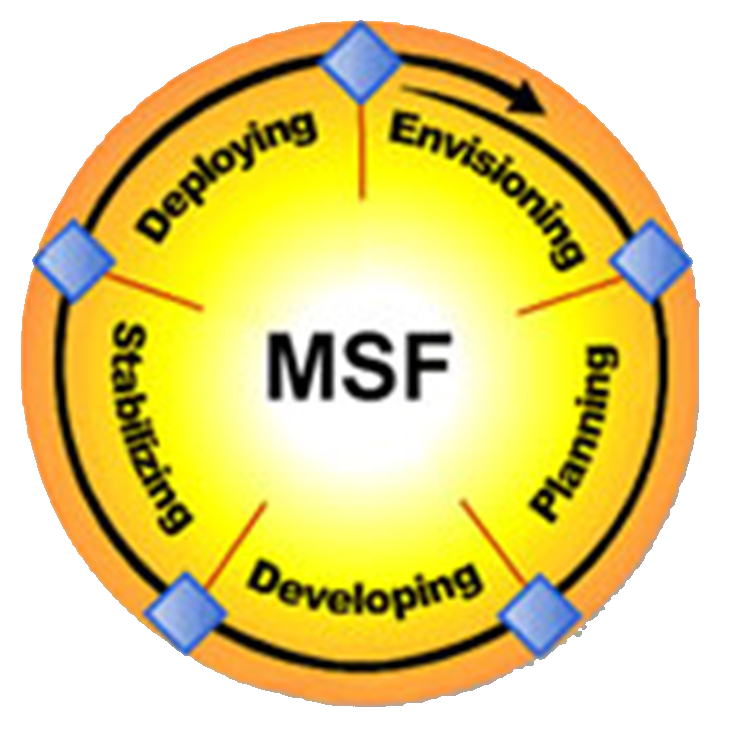 Envisioning
Planning
Developing
Stabilizing
Deploying
MSF